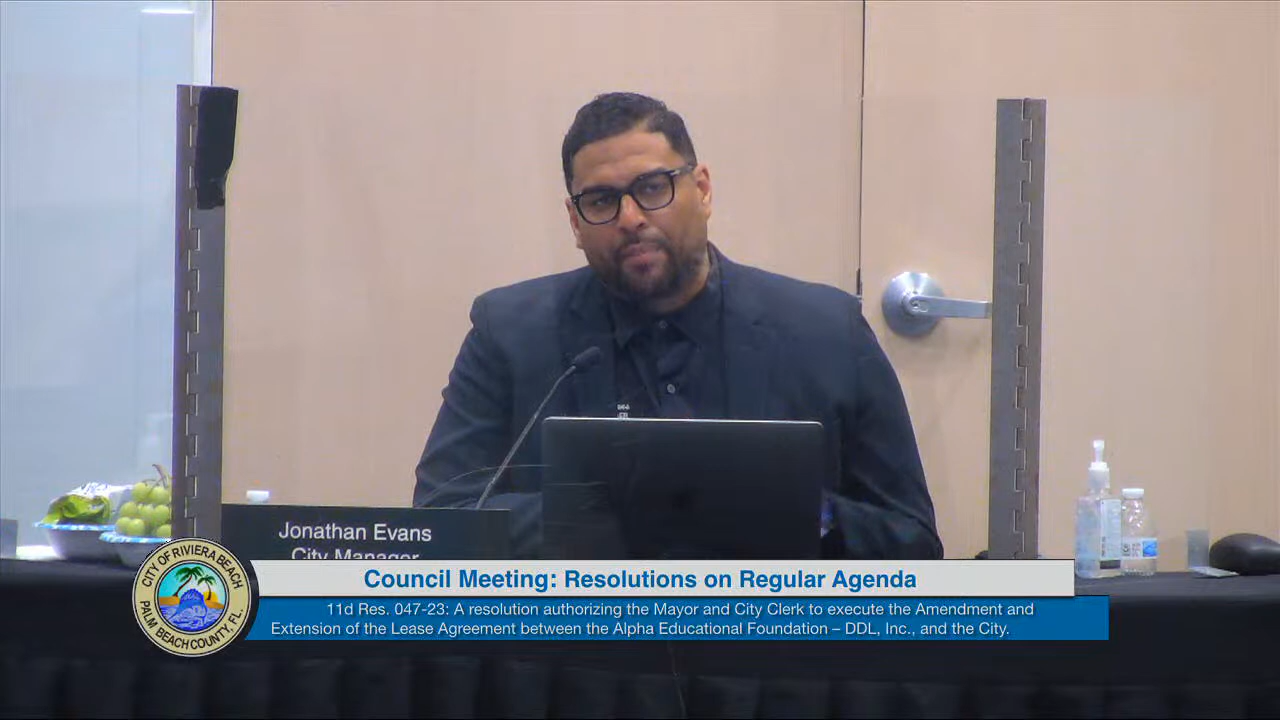 Jonathan Evans
City Manager
CITY OF RIVIERA BEACH
PALM BEACH COUNTY, FL.
Council Meeting: Resolutions on Regular Agenda
11d Res. 047-23: A resolution authorizing the Mayor and City Clerk to execute the Amendment and
Extension of the Lease Agreement between the Alpha Educational Foundation – DDL, Inc., and the City.